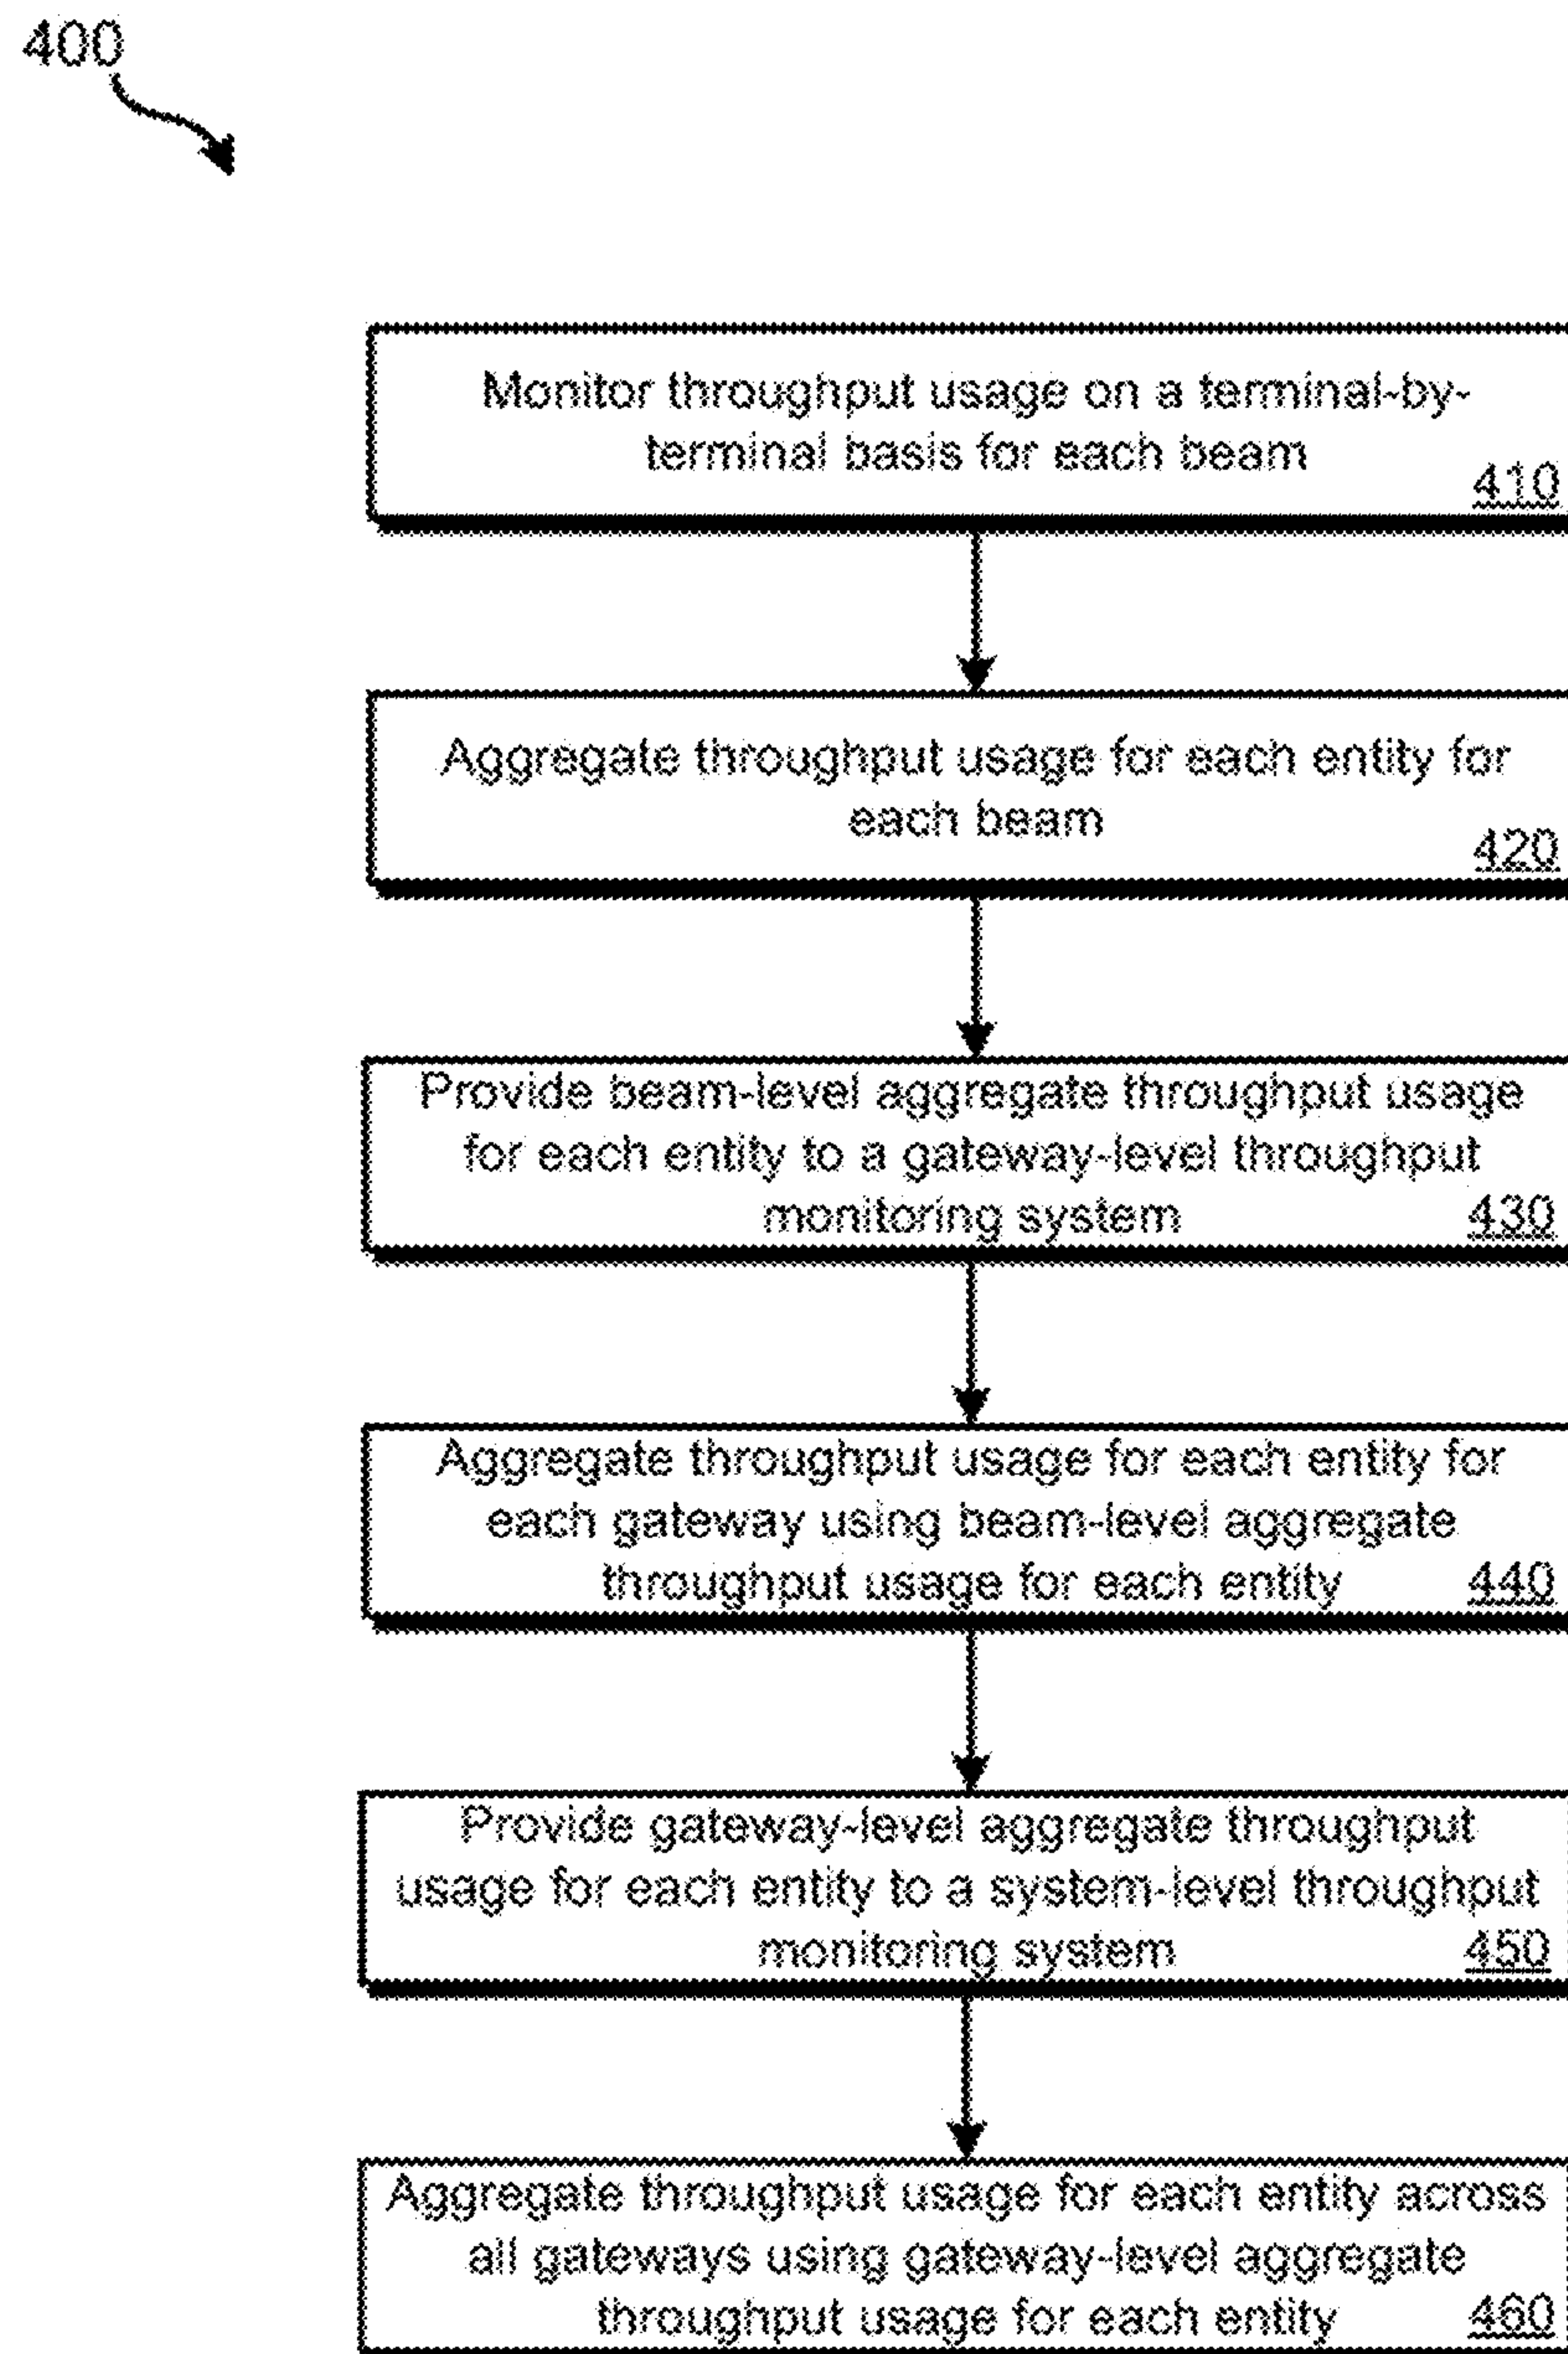 400
Monitor throughput usage on a terminal-by-
terminal basis for each beam
410
Aggregate throughput usage for each entity for
each beam
420
Provide beam-level aggregate throughput usage
for each entity to a gateway-level throughput
monitoring system
430
Aggregate throughput usage for each entity for
each gateway using beam-level aggregate
throughput usage for each entity
440
Provide gateway-level aggregate throughput
usage for each entity to a system-level throughput
monitoring system
450
Aggregate throughput usage for each entity across
all gateways using gateway-level aggregate
throughput usage for each entity
460